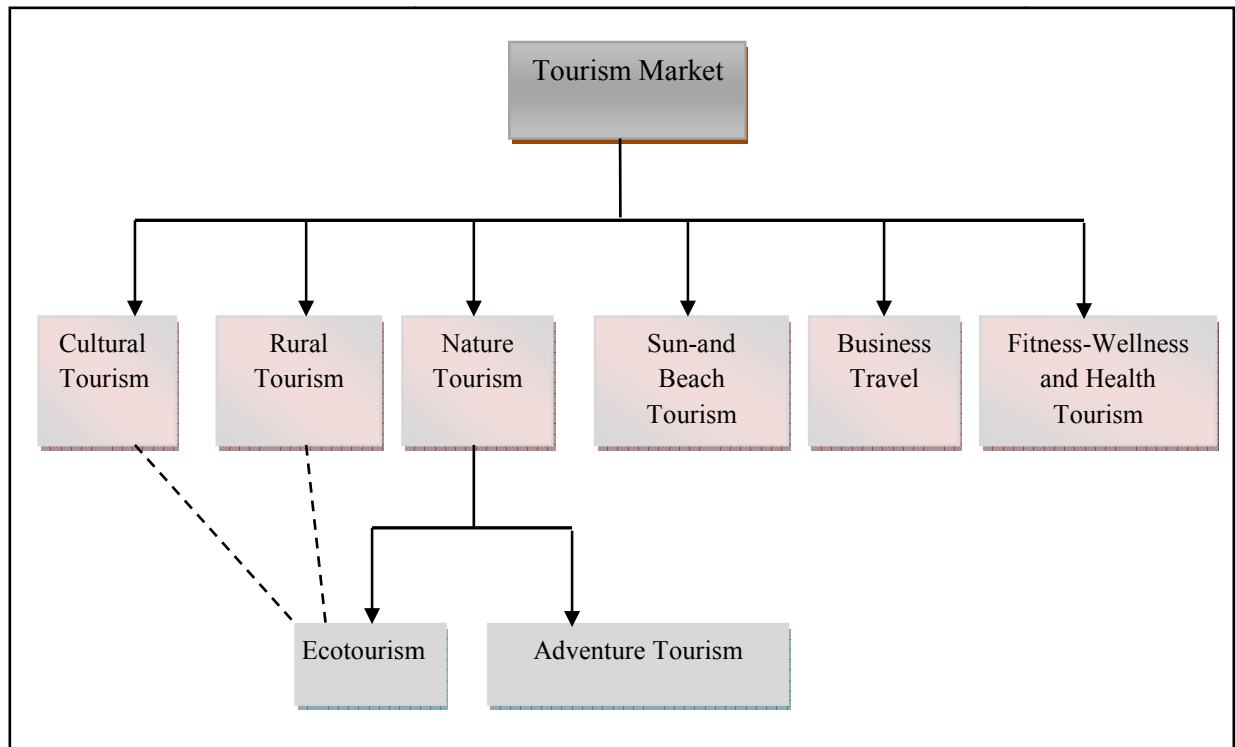 Tourism Market
Cultural
Tourism
Rural
Tourism
Nature
Tourism
Sun-and
Beach
Tourism
Business
Travel
Fitness-Wellness
and Health
Tourism
Ecotourism
Adventure Tourism